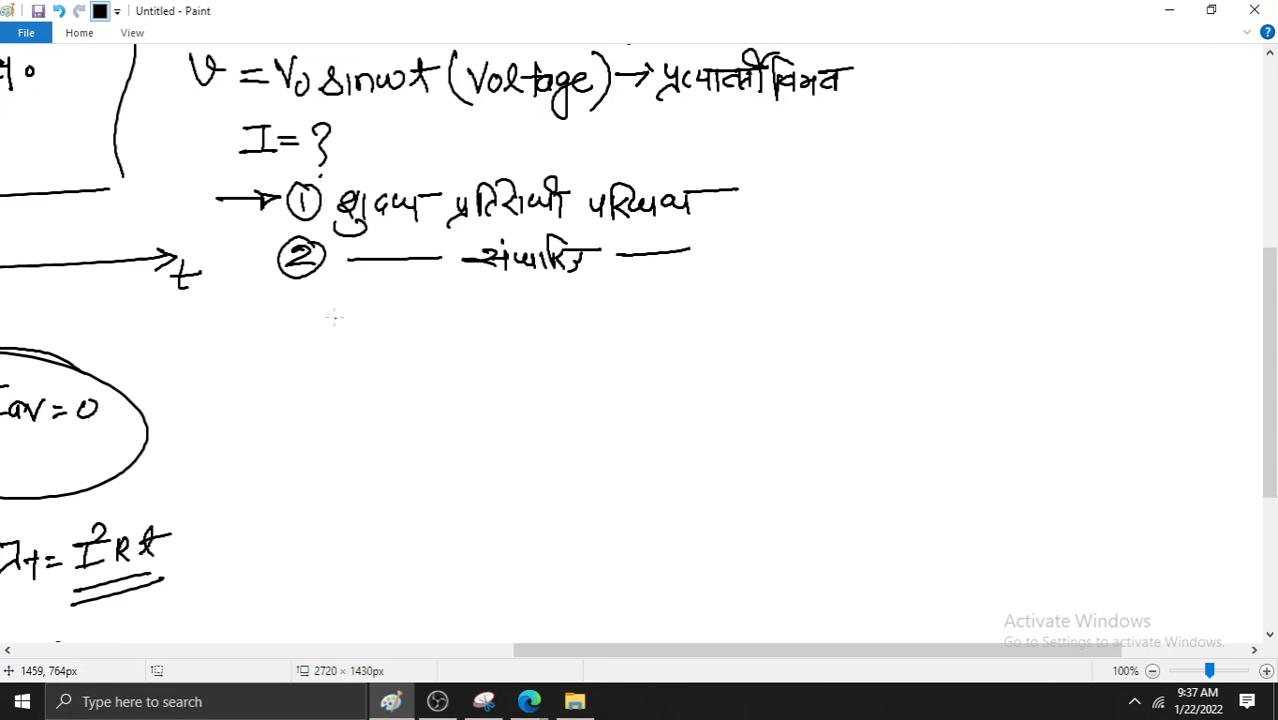 Untitled - Paint
File Home View
V = V₀ sinωt (Voltage) → प्रत्यावर्ती विभव
I = ?
→ ① शुद्ध प्रतिरोधी परिपथ
② —— संधारित्र ——
t
Iav = 0
H = I²Rt
Activate Windows
Go to Settings to activate Windows.
1459, 764px
2720 × 1430px
100%
Type here to search
9:37 AM
1/22/2022